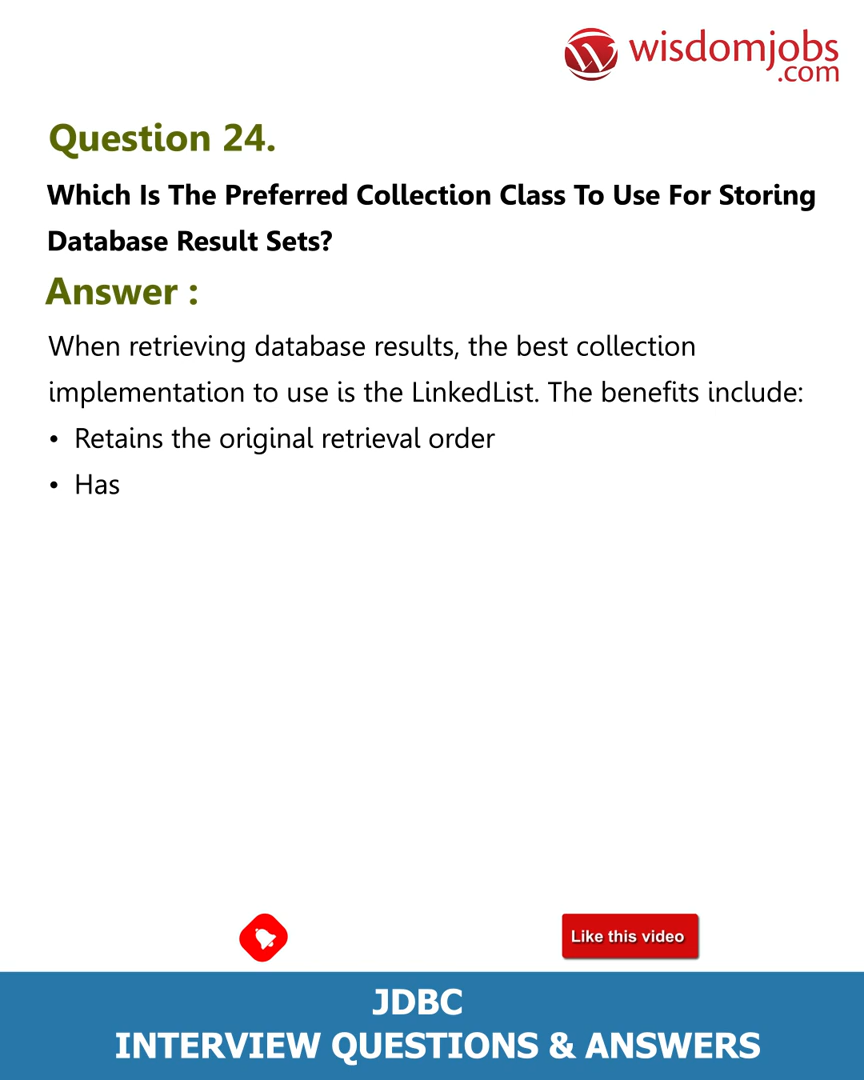 wisdomjobs
.com
Question 24.
Which Is The Preferred Collection Class To Use For Storing
Database Result Sets?
Answer :
When retrieving database results, the best collection
implementation to use is the LinkedList. The benefits include:
• Retains the original retrieval order
• Has
Like this video
JDBC
INTERVIEW QUESTIONS & ANSWERS